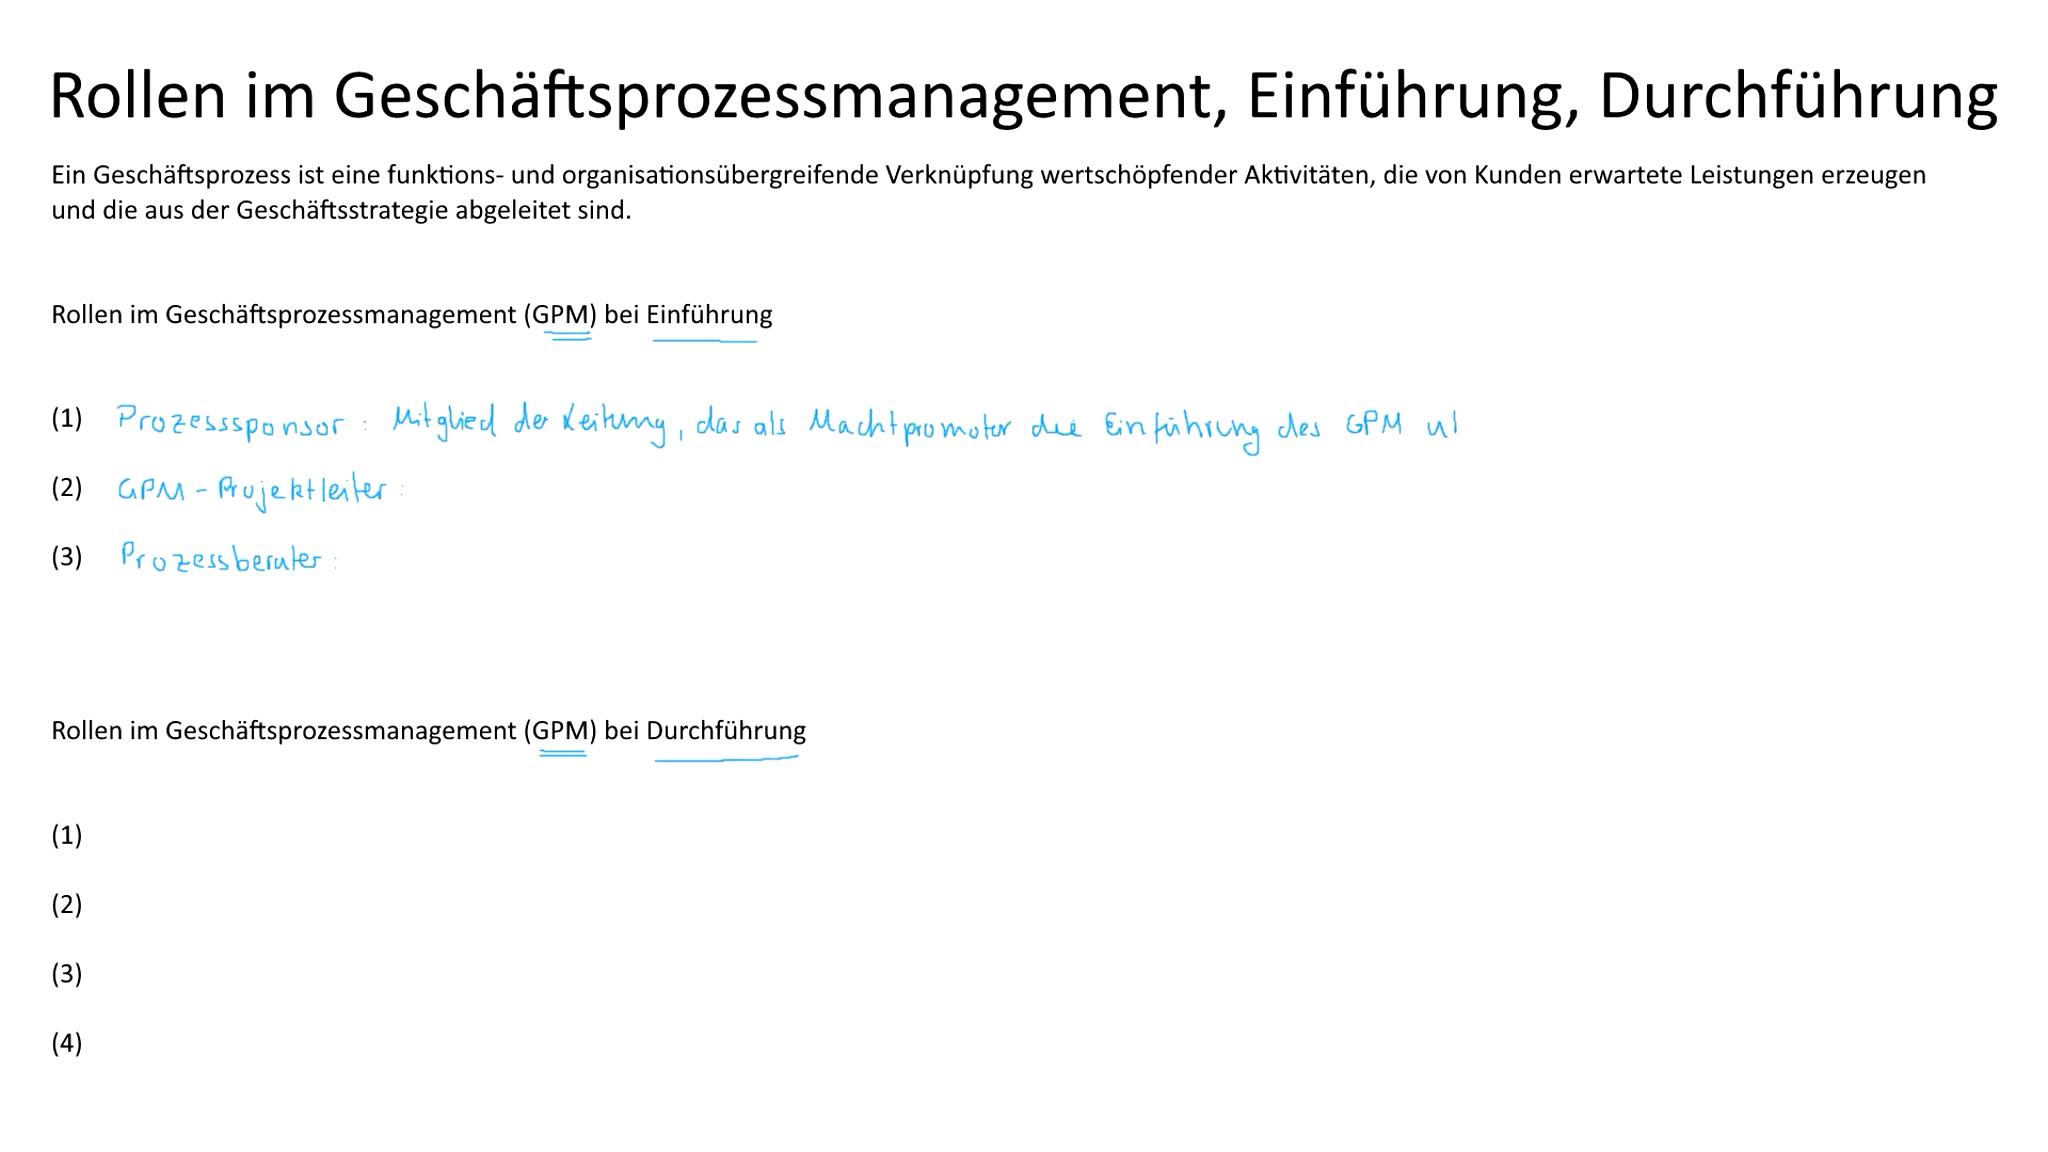 Rollen im Geschäftsprozessmanagement, Einführung, Durchführung
Ein Geschäftsprozess ist eine funktions- und organisationsübergreifende Verknüpfung wertschöpfender Aktivitäten, die von Kunden erwartete Leistungen erzeugen
und die aus der Geschäftsstrategie abgeleitet sind.
Rollen im Geschäftsprozessmanagement (GPM) bei Einführung
(1) Prozesssponsor : Mitglied der Leitung, das als Machtpromotor die Einführung des GPM
(2) GPM - Projektleiter :
(3) Prozessberater :
Rollen im Geschäftsprozessmanagement (GPM) bei Durchführung
(1)
(2)
(3)
(4)